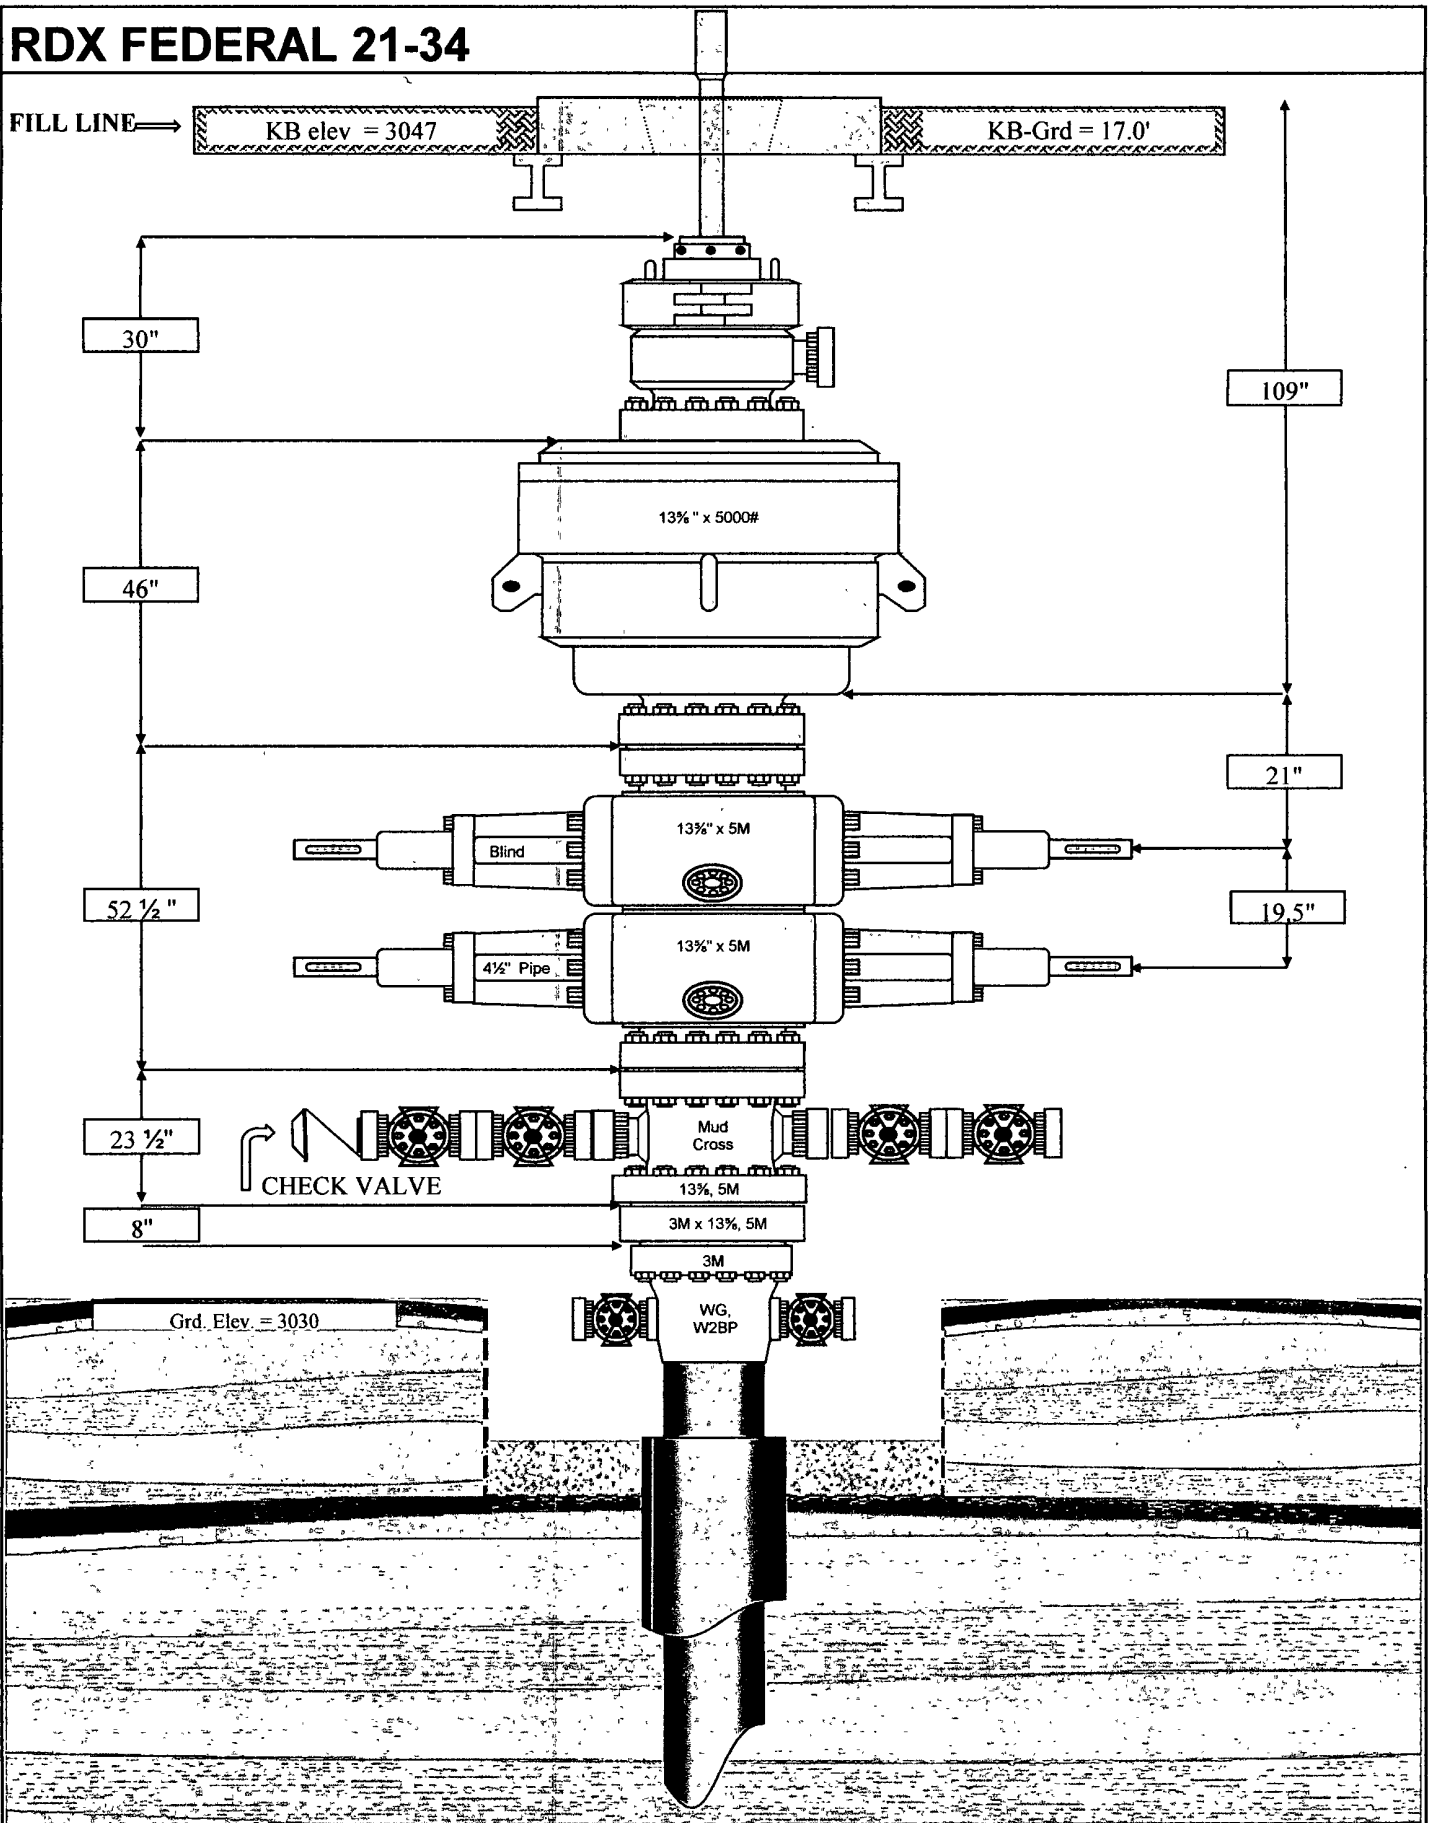 RDX FEDERAL 21-34
FILL LINE
KB elev = 3047
KB-Grd = 17.0'
30"
109"
13⅝" x 5000#
46"
21"
13⅝" x 5M
Blind
52 ½ "
19.5"
13⅝" x 5M
4½" Pipe
23 ½"
Mud
Cross
CHECK VALVE
13⅝, 5M
8"
3M x 13⅝, 5M
3M
Grd. Elev. = 3030
WG,
W2BP